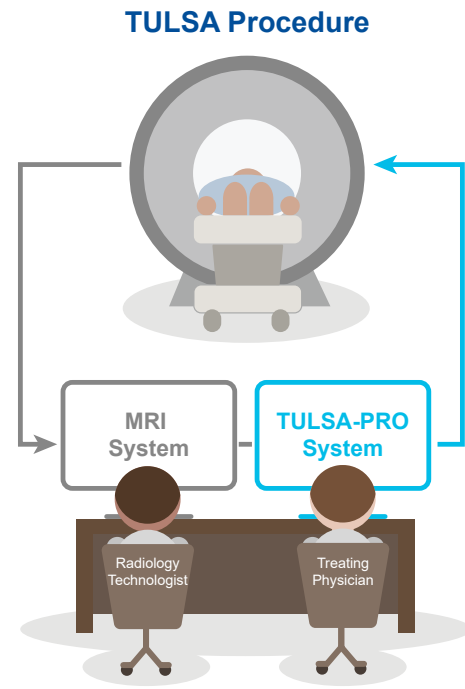 TULSA Procedure
MRI
System
TULSA-PRO
System
Radiology
Technologist
Treating
Physician